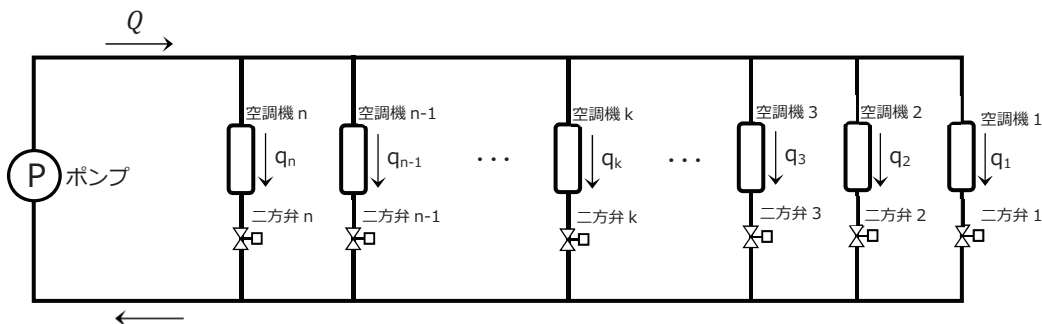 Q
空調機 n
空調機 n-1
空調機 k
空調機 3
空調機 2
空調機 1
P ポンプ
qn
qn-1
…
qk
…
q3
q2
q1
二方弁 n
二方弁 n-1
二方弁 k
二方弁 3
二方弁 2
二方弁 1